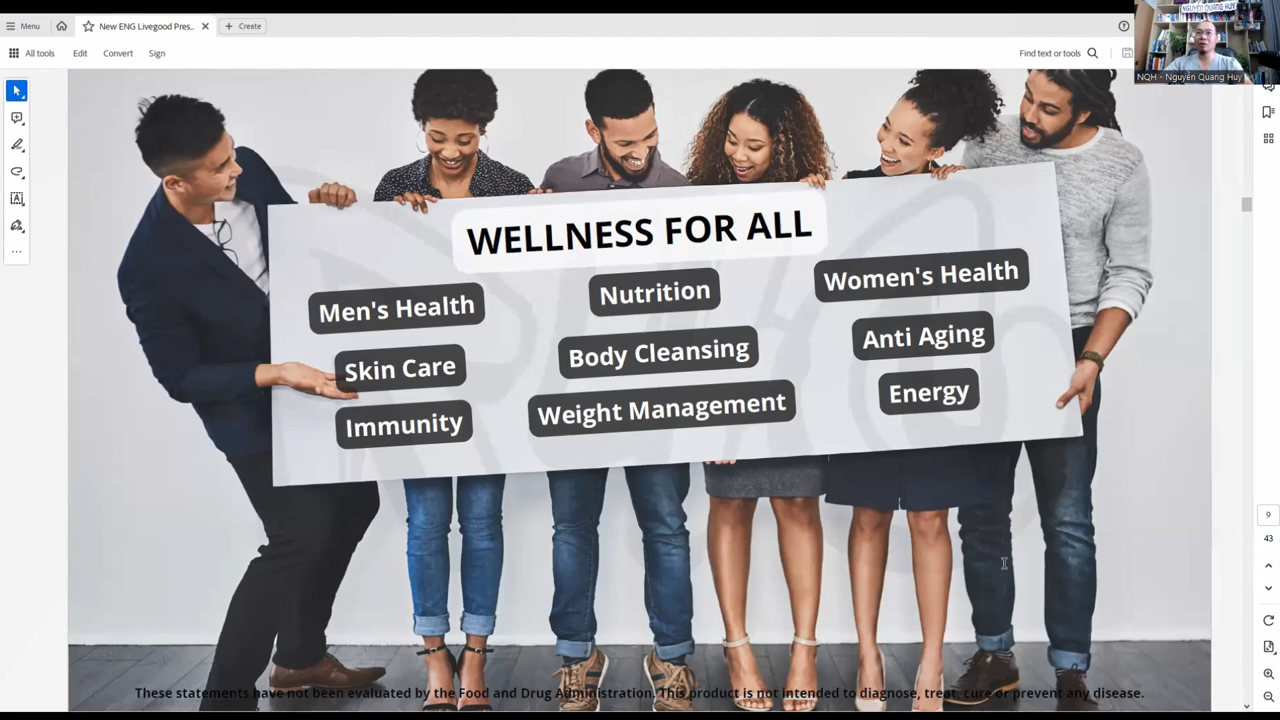 Menu
New ENG Livegood Pres...
Create
All tools
Edit
Convert
Sign
Find text or tools
NGUYỄN QUANG HUY
NQH - Nguyễn Quang Huy
WELLNESS FOR ALL
Men's Health
Nutrition
Women's Health
Skin Care
Body Cleansing
Anti Aging
Immunity
Weight Management
Energy
These statements have not been evaluated by the Food and Drug Administration. This product is not intended to diagnose, treat, cure or prevent any disease.
9
43